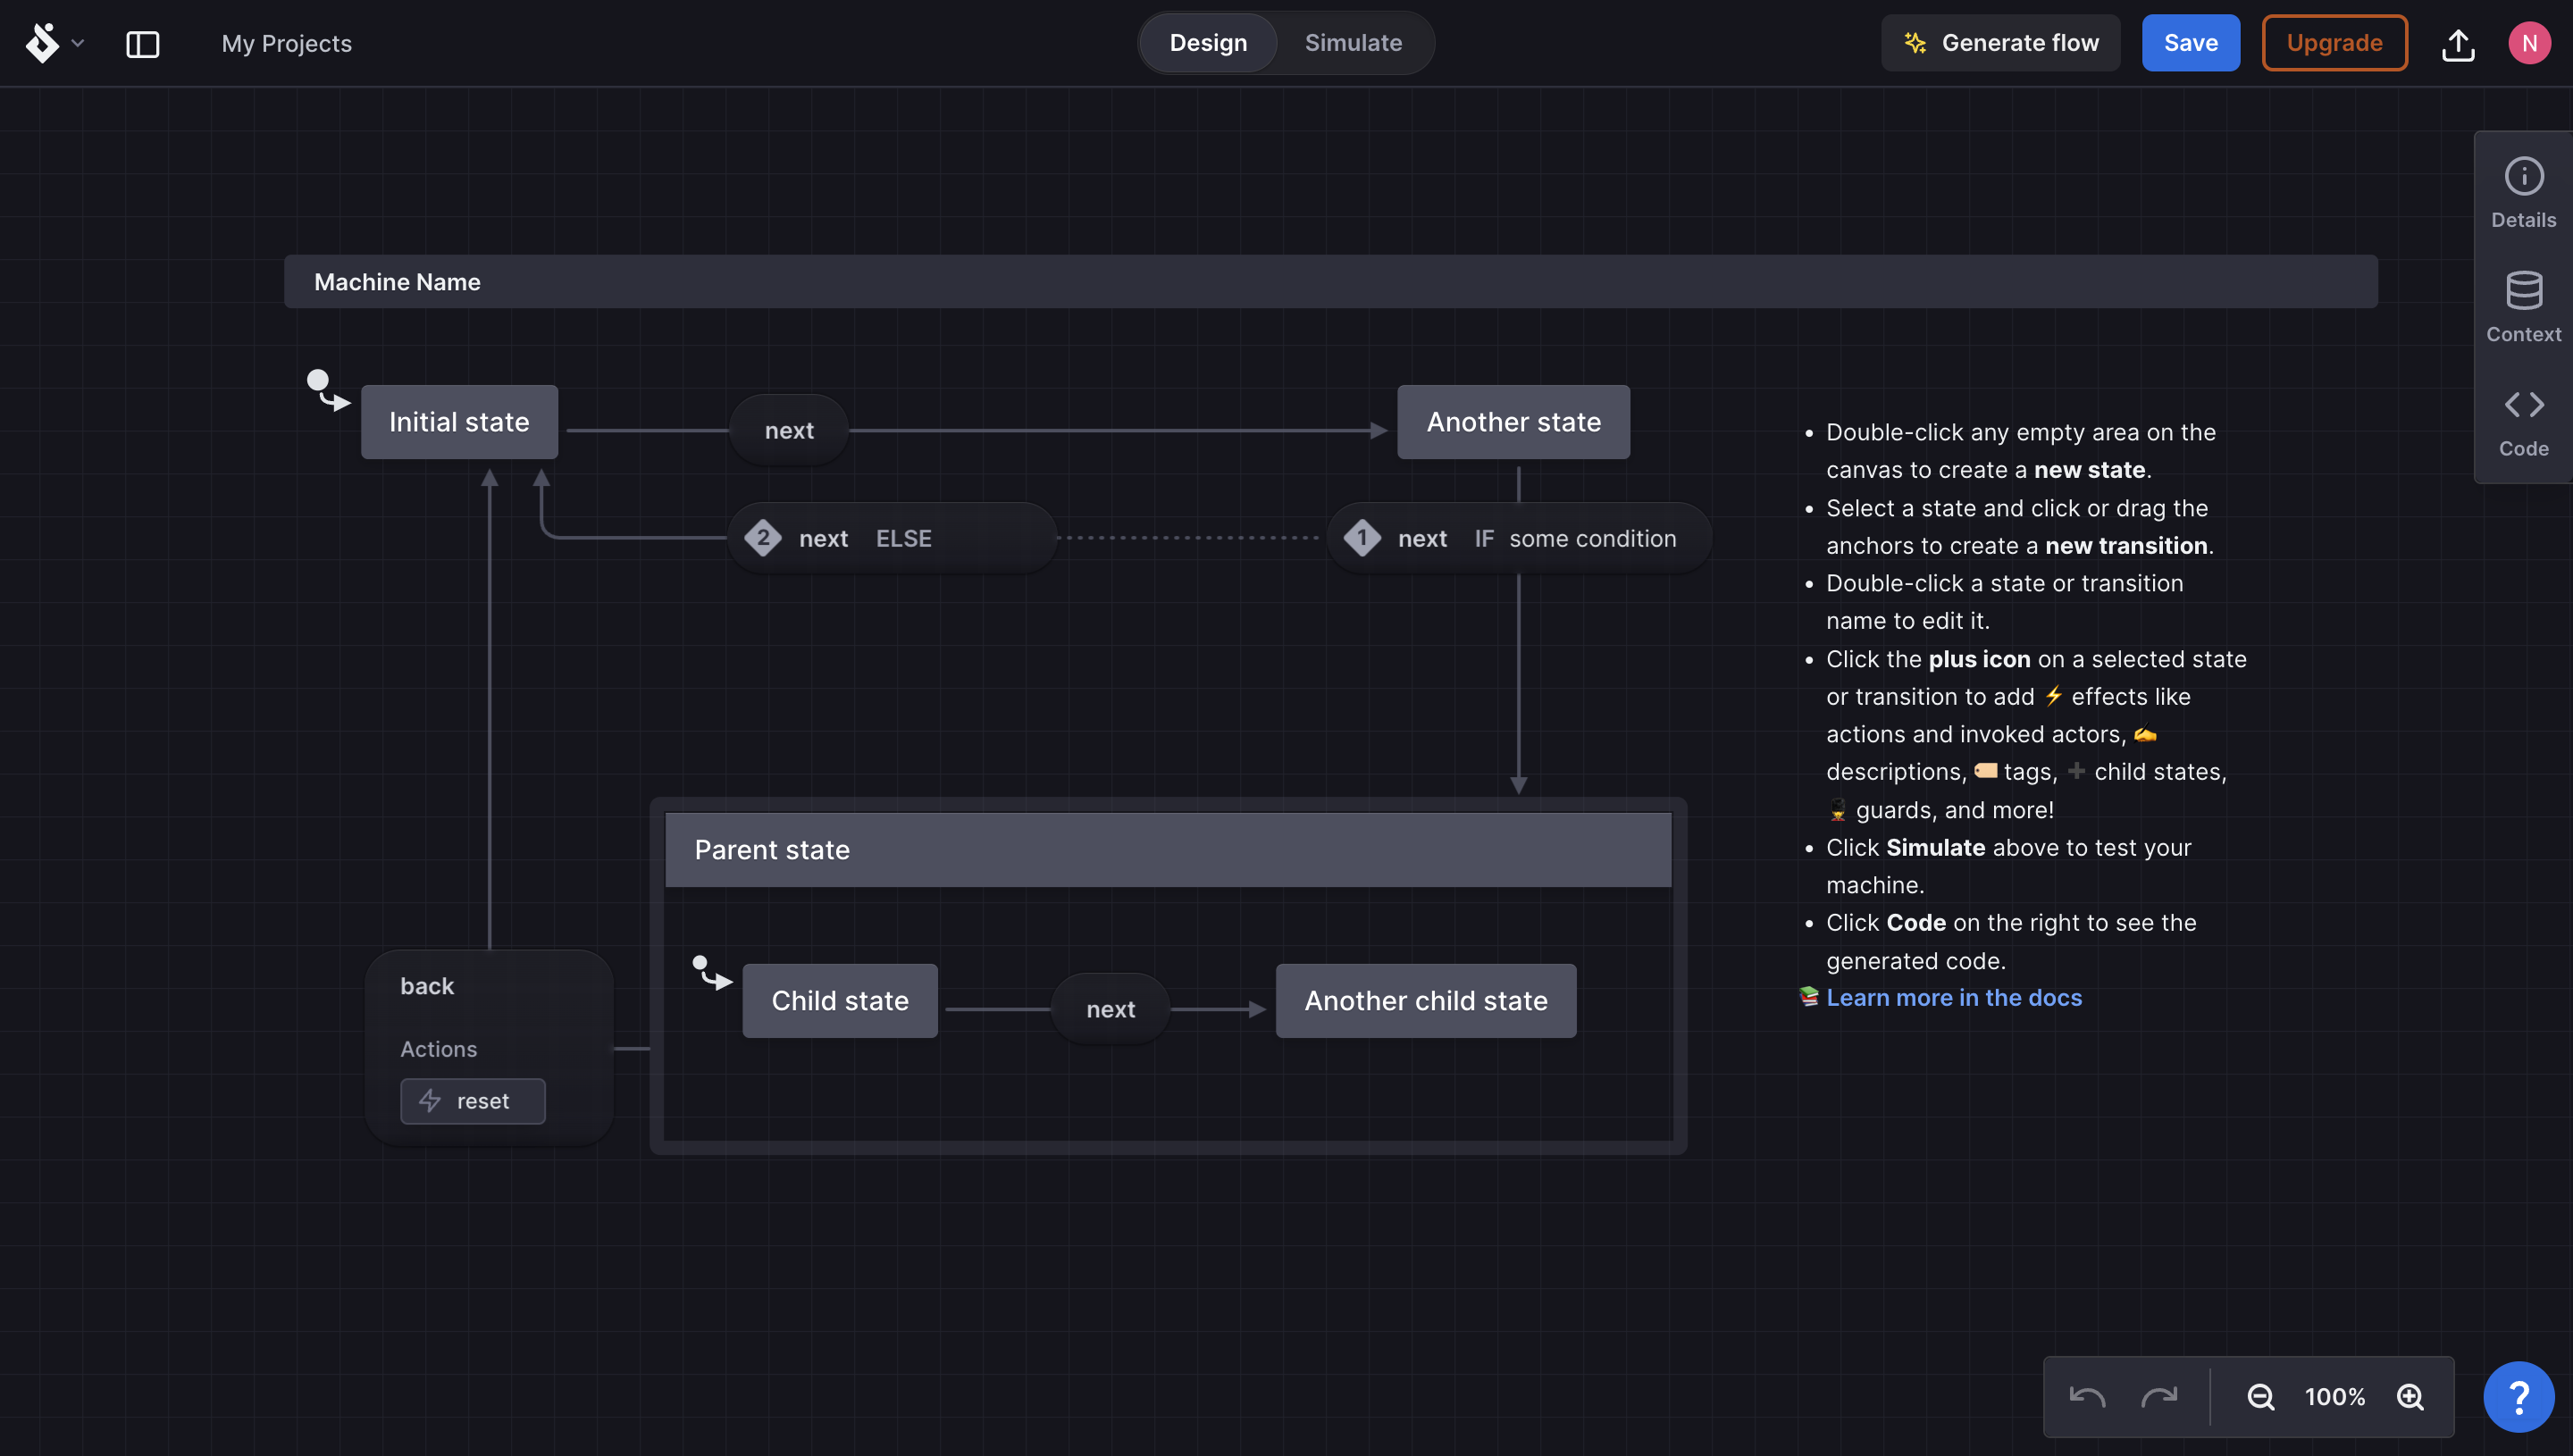 My Projects
Design
Simulate
Generate flow
Save
Upgrade
N
Details
Context
Code
Machine Name
Initial state
next
Another state
2 next ELSE
1 next IF some condition
• Double-click any empty area on the
canvas to create a new state.
• Select a state and click or drag the
anchors to create a new transition.
• Double-click a state or transition
name to edit it.
• Click the plus icon on a selected state
or transition to add ⚡ effects like
actions and invoked actors, ✍️
descriptions, 🏷️ tags, ➕ child states,
💂 guards, and more!
• Click Simulate above to test your
machine.
• Click Code on the right to see the
generated code.
📚 Learn more in the docs
Parent state
Child state
next
Another child state
back
Actions
reset
100%
?